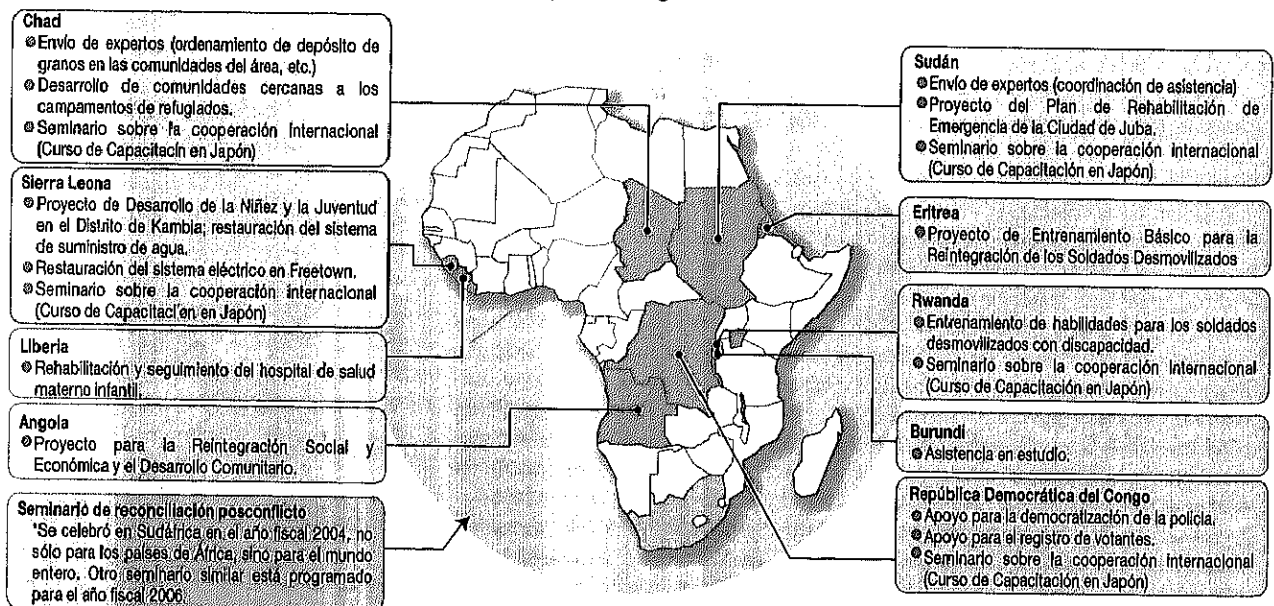 Chad
Envío de expertos (ordenamiento de depósito de
granos en las comunidades del área, etc.)
Desarrollo de comunidades cercanas a los
campamentos de refugiados.
Seminario sobre la cooperación Internacional
(Curso de Capacitacín en Japón)
Sierra Leona
Proyecto de Desarrollo de la Niñez y la Juventud
en el Distrito de Kambia; restauración del sistema
de suministro de agua.
Restauración del sistema eléctrico en Freetown.
Seminario sobre la cooperación internacional
(Curso de Capacitación en Japón)
Liberia
Rehabilitación y seguimiento del hospital de salud
materno infantil.
Angola
Proyecto para la Reintegración Social y
Económica y el Desarrollo Comunitario.
Seminario de reconciliación posconflicto
*Se celebró en Sudáfrica en el año fiscal 2004, no
sólo para los países de África, sino para el mundo
entero. Otro seminario similar está programado
para el año fiscal 2006.
Sudán
Envío de expertos (coordinación de asistencia)
Proyecto del Plan de Rehabilitación de
Emergencia de la Ciudad de Juba.
Seminario sobre la cooperación internacional
(Curso de Capacitación en Japón)
Eritrea
Proyecto de Entrenamiento Básico para la
Reintegración de los Soldados Desmovilizados
Rwanda
Entrenamiento de habilidades para los soldados
desmovilizados con discapacidad.
Seminario sobre la cooperación Internacional
(Curso de Capacitación en Japón)
Burundi
Asistencia en estudio.
República Democrática del Congo
Apoyo para la democratización de la policía.
Apoyo para el registro de votantes.
Seminario sobre la cooperación Internacional
(Curso de Capacitación en Japón)